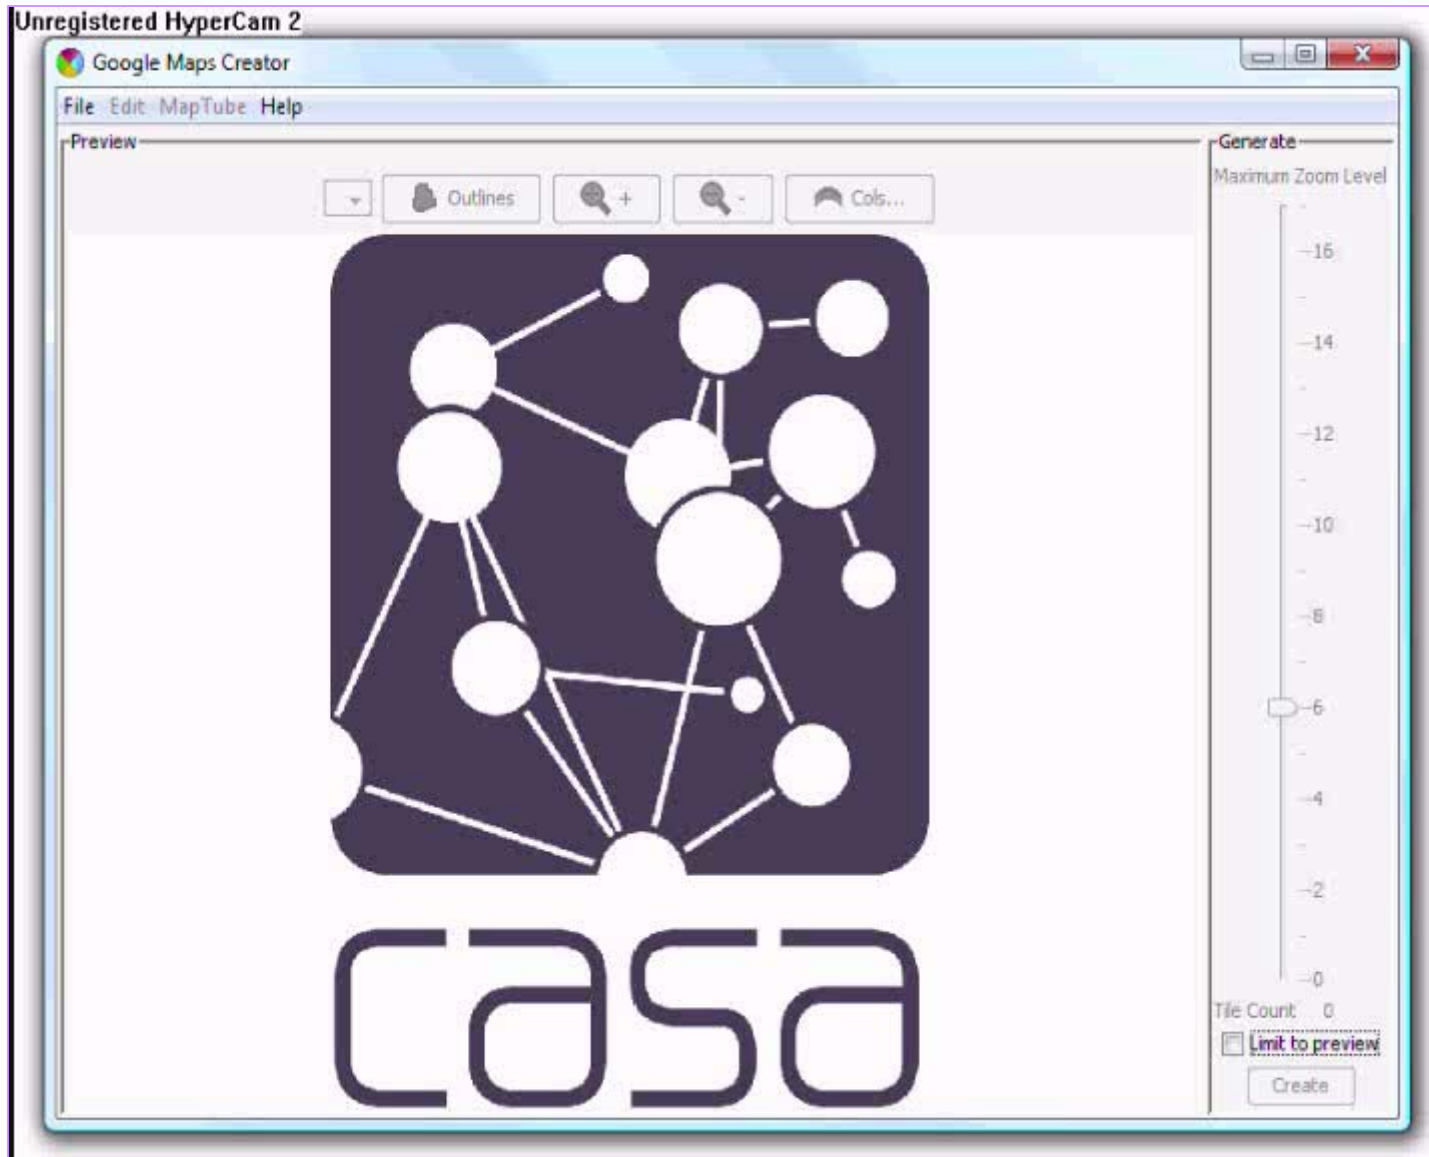 Unregistered HyperCam 2
Google Maps Creator
File Edit MapTube Help
Preview
Generate
Outlines + - Cols...
Maximum Zoom Level
16
14
12
10
8
6
4
2
0
Tile Count 0
Limit to preview
Create
casa